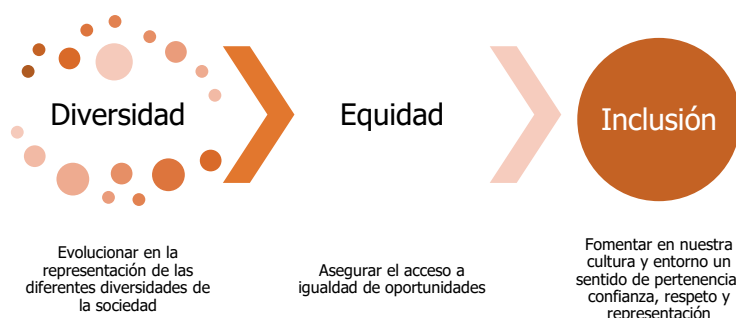 Diversidad
Equidad
Inclusión
Evolucionar en la
representación de las
diferentes diversidades de
la sociedad
Asegurar el acceso a
igualdad de oportunidades
Fomentar en nuestra
cultura y entorno un
sentido de pertenencia,
confianza, respeto y
representación